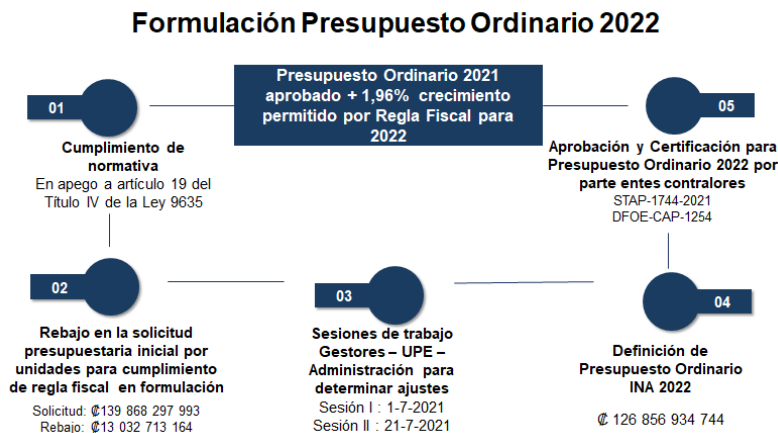 Formulación Presupuesto Ordinario 2022
Presupuesto Ordinario 2021
aprobado + 1,96% crecimiento
permitido por Regla Fiscal para
2022
01
Cumplimiento de
normativa
En apego a artículo 19 del
Título IV de la Ley 9635
02
Rebajo en la solicitud
presupuestaria inicial por
unidades para cumplimiento
de regla fiscal en formulación
Solicitud: ₡139 868 297 993
Rebajo: ₡13 032 713 164
03
Sesiones de trabajo
Gestores – UPE –
Administración para
determinar ajustes
Sesión I : 1-7-2021
Sesión II : 21-7-2021
04
Definición de
Presupuesto Ordinario
INA 2022
₡ 126 856 934 744
05
Aprobación y Certificación para
Presupuesto Ordinario 2022 por
parte entes contralores
STAP-1744-2021
DFOE-CAP-1254